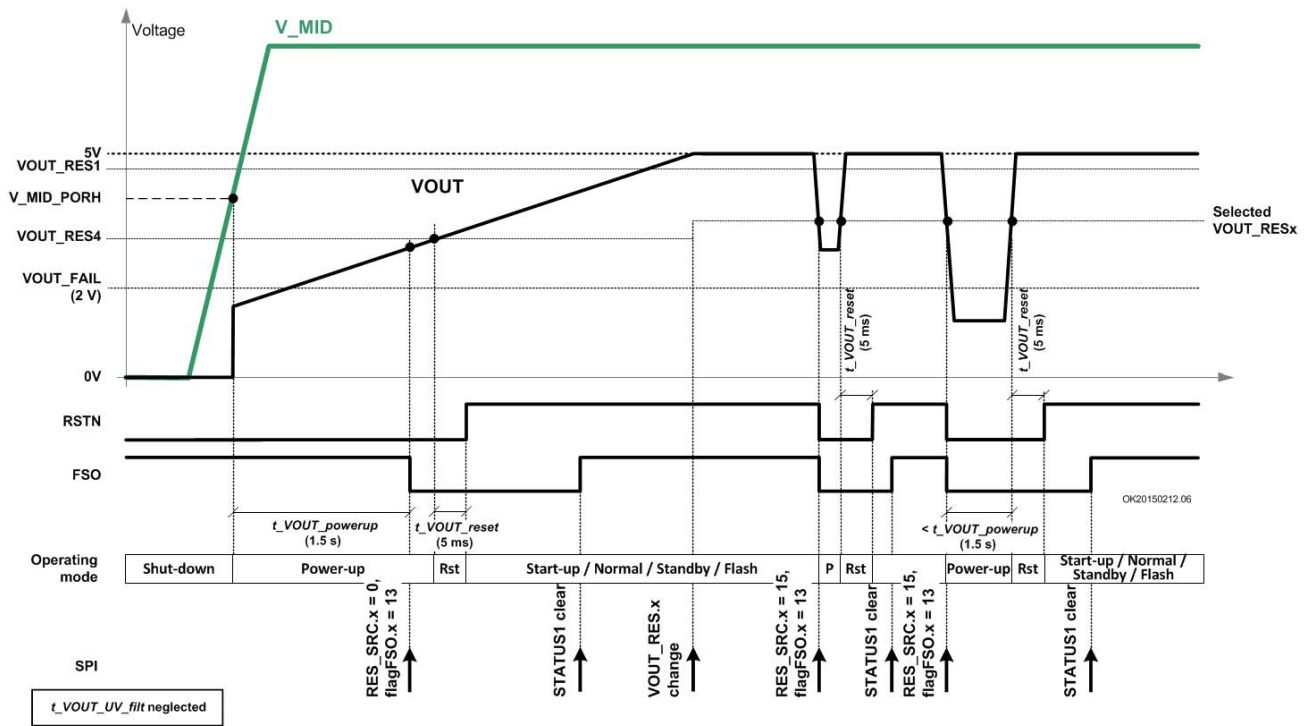 Voltage
V_MID
5V
VOUT_RES1
V_MID_PORH
VOUT
VOUT_RES4
Selected
VOUT_RESx
VOUT_FAIL
(2 V)
t_VOUT_reset
(5 ms)
t_VOUT_reset
(5 ms)
0V
RSTN
FSO
OK20150212.06
t_VOUT_powerup
(1.5 s)
t_VOUT_reset
(5 ms)
< t_VOUT_powerup
(1.5 s)
Operating
mode
Shut-down
Power-up
Rst
Start-up / Normal / Standby / Flash
P
Rst
Power-up
Rst
Start-up / Normal /
Standby / Flash
RES_SRC.x = 0,
flagFSO.x = 13
STATUS1 clear
VOUT_RES.x
change
RES_SRC.x = 15,
flagFSO.x = 13
STATUS1 clear
RES_SRC.x = 15,
flagFSO.x = 13
STATUS1 clear
SPI
t_VOUT_UV_filt neglected